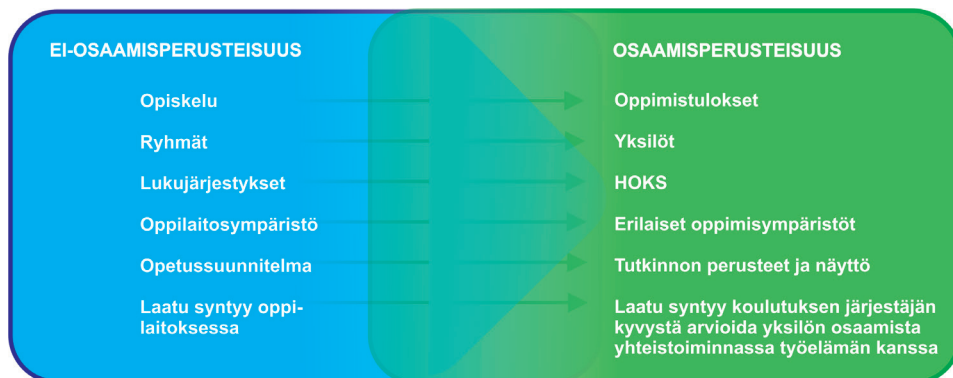 EI-OSAAMISPERUSTEISUUS
Opiskelu
Ryhmät
Lukujärjestykset
Oppilaitosympäristö
Opetussuunnitelma
Laatu syntyy oppi-
laitoksessa
OSAAMISPERUSTEISUUS
Oppimistulokset
Yksilöt
HOKS
Erilaiset oppimisympäristöt
Tutkinnon perusteet ja näyttö
Laatu syntyy koulutuksen järjestäjän
kyvystä arvioida yksilön osaamista
yhteistoiminnassa työelämän kanssa